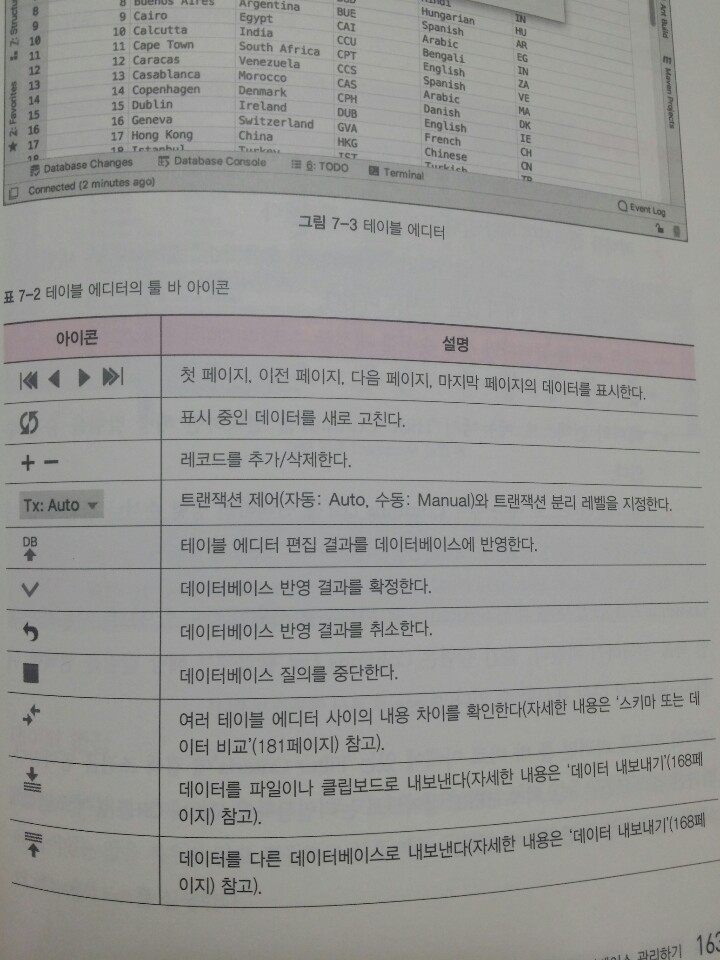 8 Buenos Aires Argentina BUE Spanish AR
9 Cairo Egypt CAI Arabic EG
10 Calcutta India CCU Bengali IN
11 Cape Town South Africa CPT English ZA
12 Caracas Venezuela CCS Spanish VE
13 Casablanca Morocco CAS Arabic MA
14 Copenhagen Denmark CPH Danish DK
15 Dublin Ireland DUB English IE
16 Geneva Switzerland GVA French CH
17 Hong Kong China HKG Chinese CN
18 Istanbul Turkey IST Turkish TR
Hungarian HU
IN
8
9
10
11
12
13
14
15
16
17
18
Z: Structure
2: Favorites
Ant Build
Maven Projects
Database Changes Database Console 6: TODO Terminal
Event Log
Connected (2 minutes ago)
그림 7-3 테이블 에디터
표 7-2 테이블 에디터의 툴 바 아이콘
아이콘 설명
첫 페이지, 이전 페이지, 다음 페이지, 마지막 페이지의 데이터를 표시한다.
표시 중인 데이터를 새로 고친다.
+ - 레코드를 추가/삭제한다.
Tx: Auto 트랜잭션 제어(자동: Auto, 수동: Manual)와 트랜잭션 분리 레벨을 지정한다.
DB 테이블 에디터 편집 결과를 데이터베이스에 반영한다.
데이터베이스 반영 결과를 확정한다.
데이터베이스 반영 결과를 취소한다.
데이터베이스 질의를 중단한다.
여러 테이블 에디터 사이의 내용 차이를 확인한다(자세한 내용은 '스키마 또는 데
이터 비교'(181페이지) 참고).
데이터를 파일이나 클립보드로 내보낸다(자세한 내용은 '데이터 내보내기'(168페
이지) 참고).
데이터를 다른 데이터베이스로 내보낸다(자세한 내용은 '데이터 내보내기'(168페
이지) 참고).
관리하기 163